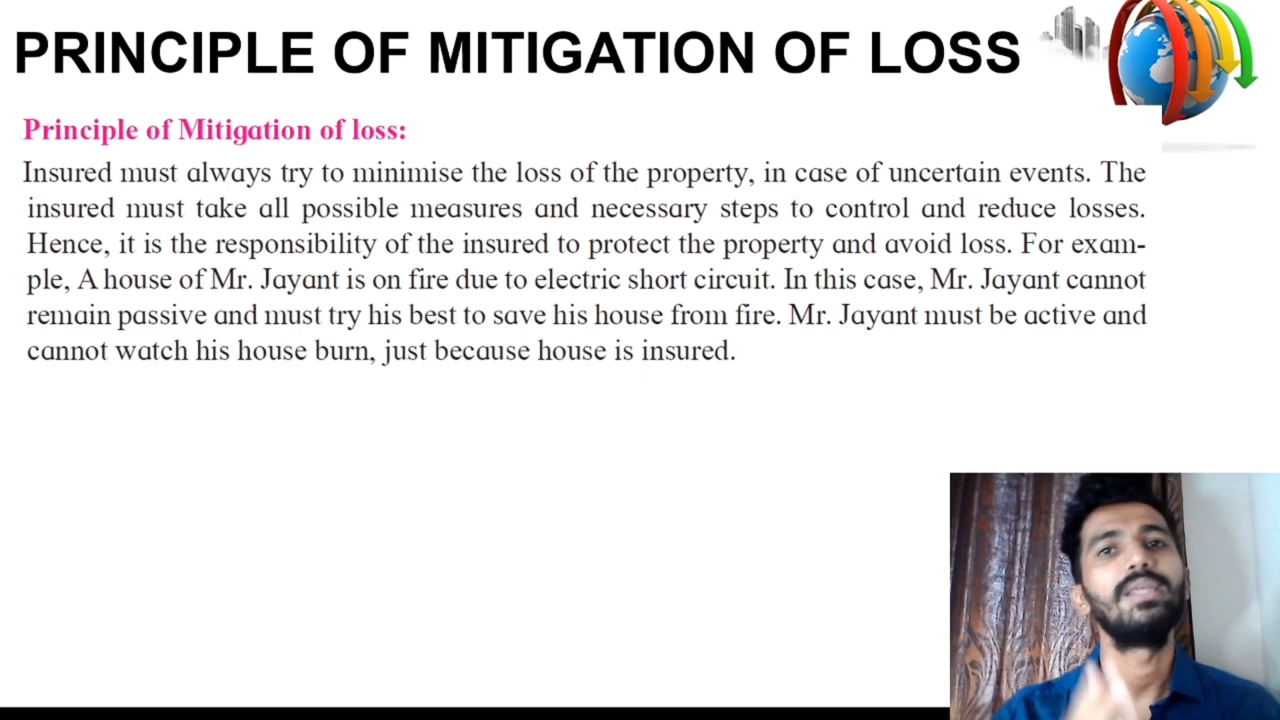 PRINCIPLE OF MITIGATION OF LOSS
Principle of Mitigation of loss:
Insured must always try to minimise the loss of the property, in case of uncertain events. The
insured must take all possible measures and necessary steps to control and reduce losses.
Hence, it is the responsibility of the insured to protect the property and avoid loss. For exam-
ple, A house of Mr. Jayant is on fire due to electric short circuit. In this case, Mr. Jayant cannot
remain passive and must try his best to save his house from fire. Mr. Jayant must be active and
cannot watch his house burn, just because house is insured.